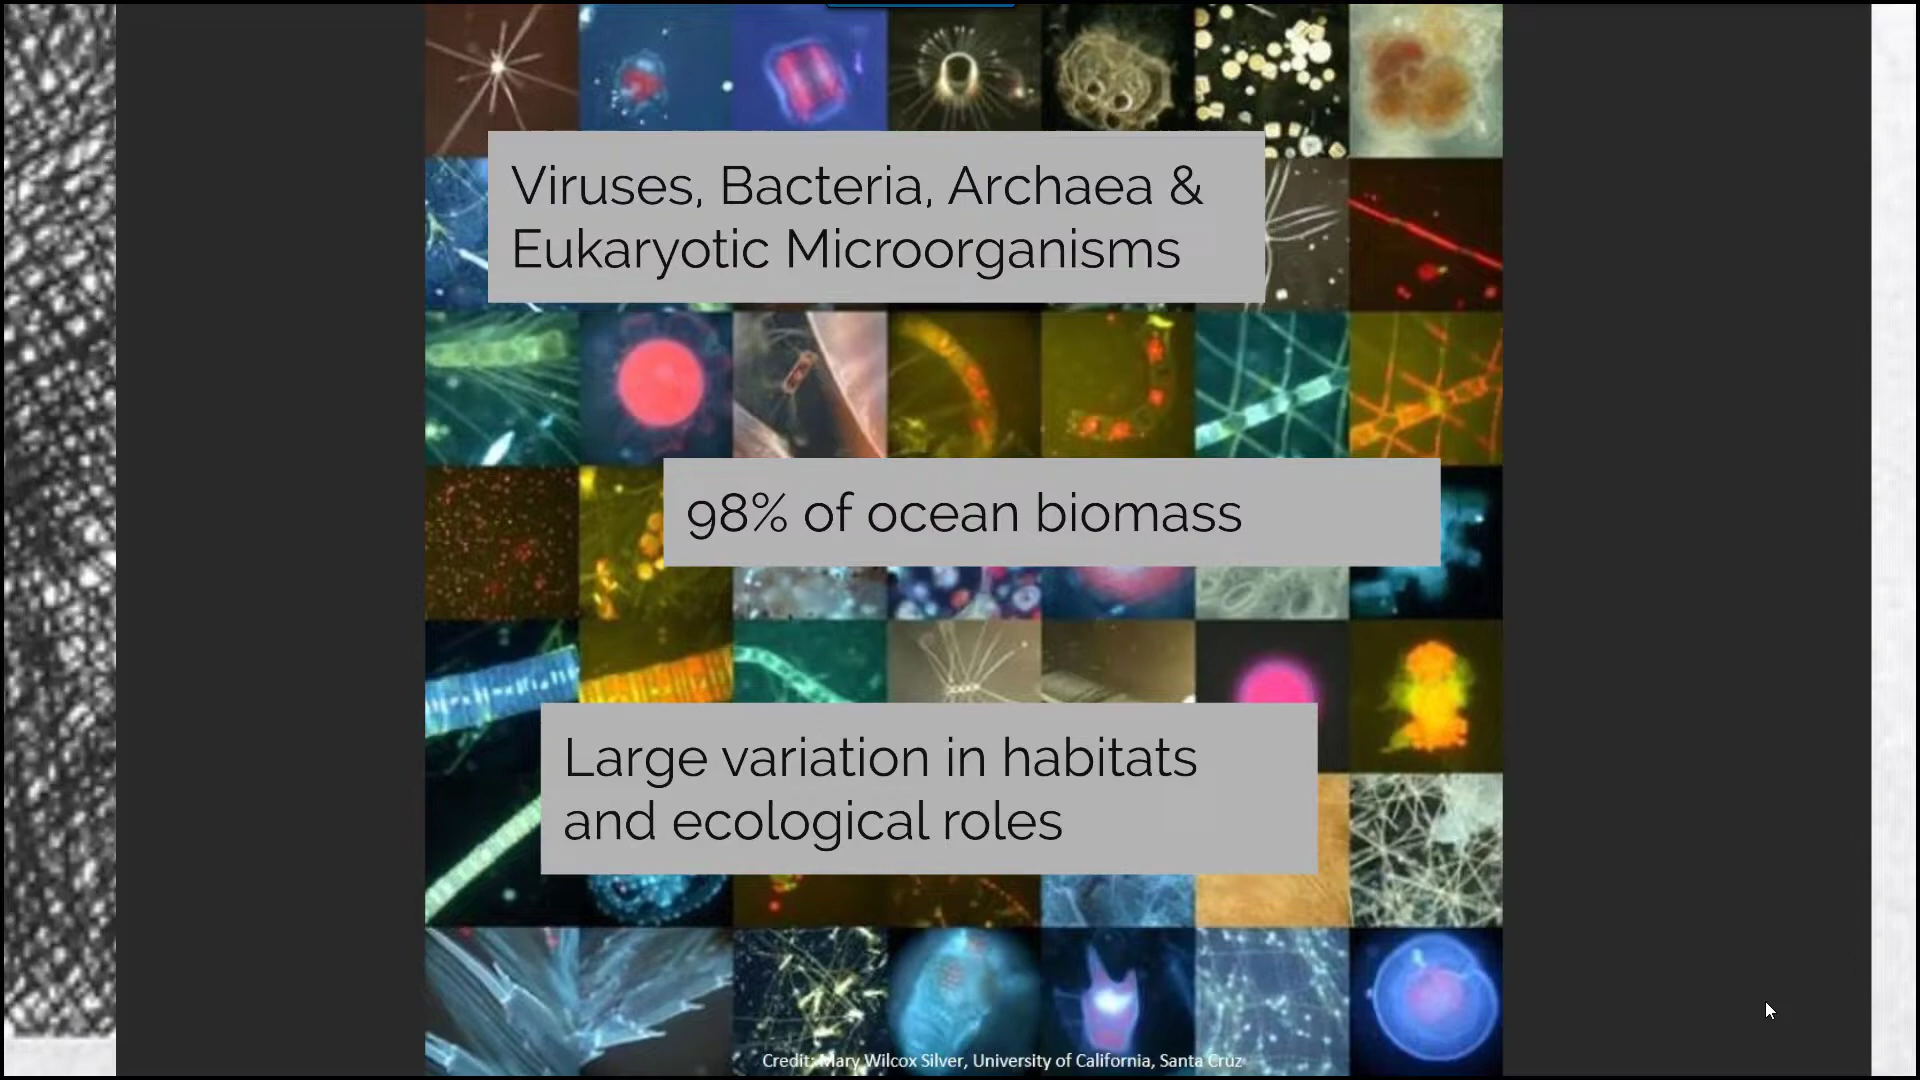 Viruses, Bacteria, Archaea &
Eukaryotic Microorganisms
98% of ocean biomass
Large variation in habitats
and ecological roles
Credit: Mary Wilcox Silver, University of California, Santa Cruz